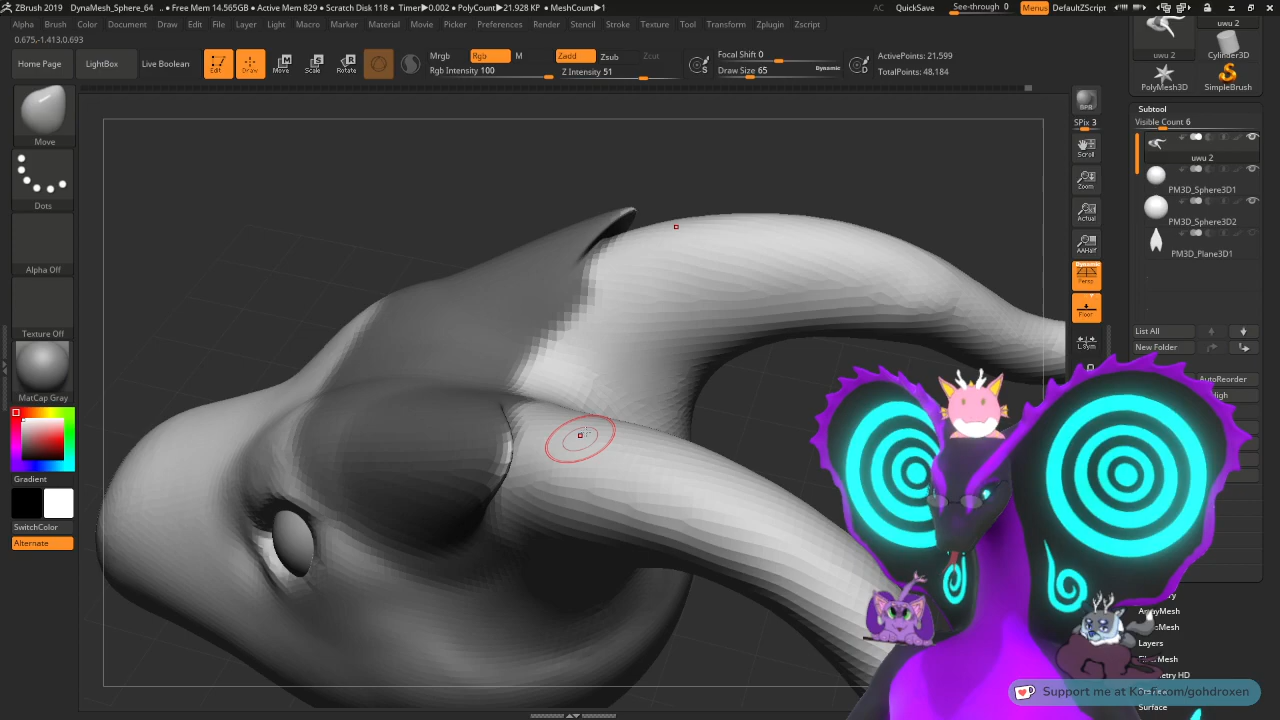 ZBrush 2019 DynaMesh_Sphere_64 .. • Free Mem 14.565GB • Active Mem 829 • Scratch Disk 118 • Timer▶0.002 • PolyCount▶21.928 KP • MeshCount▶1 AC QuickSave See-through 0 Menus DefaultZScript
Alpha Brush Color Document Draw Edit File Layer Light Macro Marker Material Movie Picker Preferences Render Stencil Stroke Texture Tool Transform Zplugin Zscript
0.675,-1.413,0.693
Home Page LightBox Live Boolean Edit Draw Move Scale Rotate
Mrgb Rgb M Zadd Zsub Zcut
Rgb Intensity 100 Z Intensity 51
S
Focal Shift 0
Draw Size 65 Dynamic
D
ActivePoints: 21,599
TotalPoints: 48,184
uwu 2
uwu 2
Cylinder3D
PolyMesh3D SimpleBrush
Move
Dots
Alpha Off
Texture Off
MatCap Gray
Gradient
SwitchColor
Alternate
BPR
SPix 3
Scroll
Zoom
Actual
AAHalf
Dynamic
Persp
Floor
L.Sym
Subtool
Visible Count 6
uwu 2
PM3D_Sphere3D1
PM3D_Sphere3D2
PM3D_Plane3D1
List All
New Folder
AutoReorder
Layers
Surface
Support me at Ko-fi.com/gohdroxen